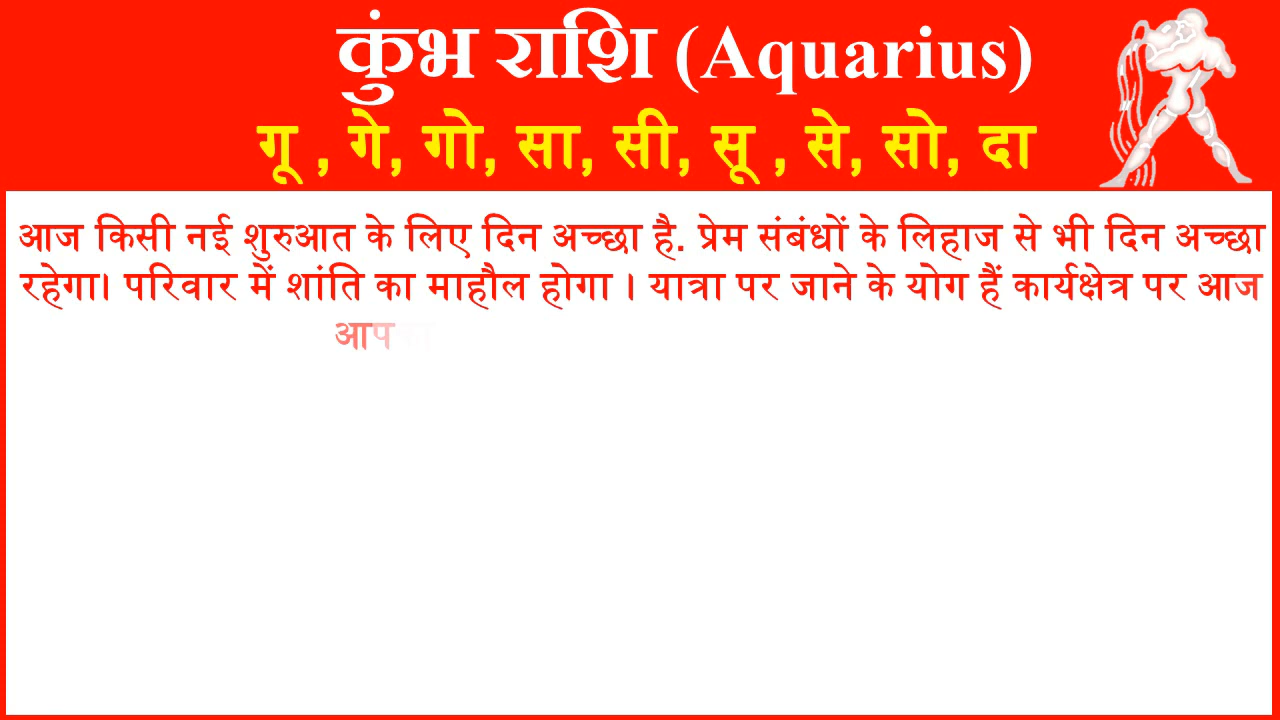 कुंभ राशि (Aquarius)
गू , गे, गो, सा, सी, सू , से, सो, दा
आज किसी नई शुरुआत के लिए दिन अच्छा है. प्रेम संबंधों के लिहाज से भी दिन अच्छा
रहेगा। परिवार में शांति का माहौल होगा । यात्रा पर जाने के योग हैं कार्यक्षेत्र पर आज
आप